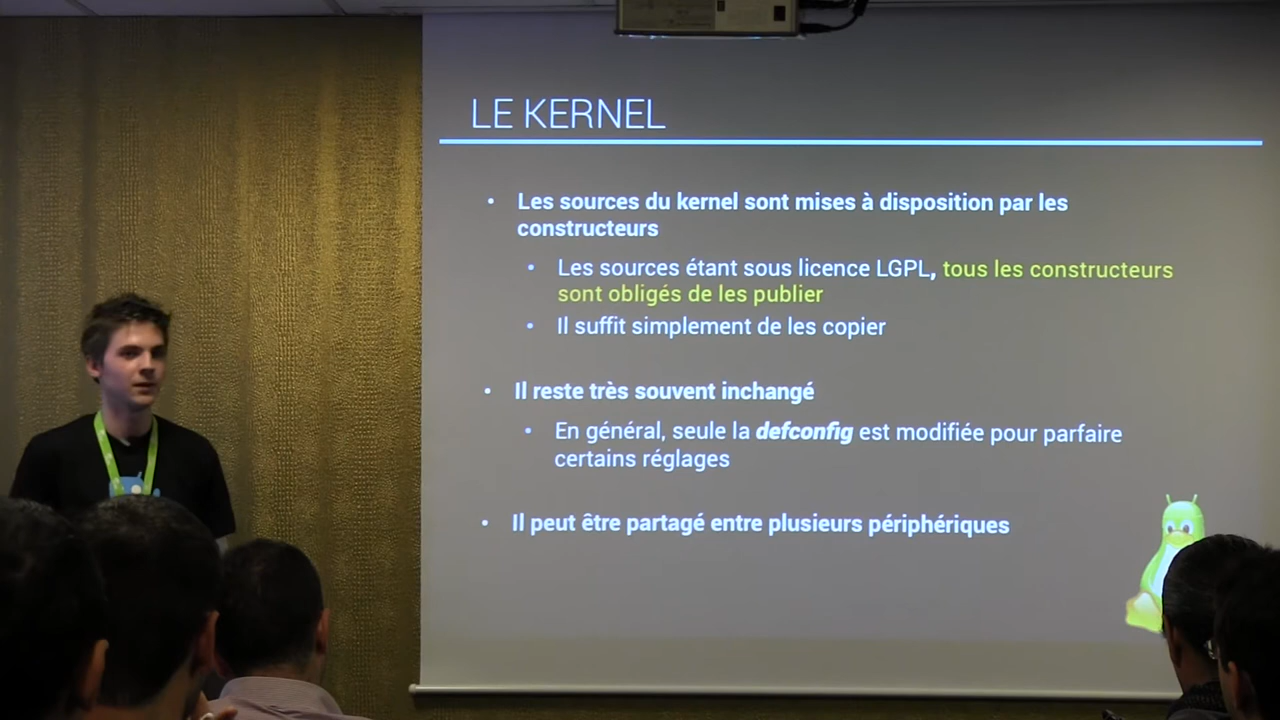 LE KERNEL
• Les sources du kernel sont mises à disposition par les
constructeurs
• Les sources étant sous licence LGPL, tous les constructeurs
sont obligés de les publier
• Il suffit simplement de les copier
• Il reste très souvent inchangé
• En général, seule la defconfig est modifiée pour parfaire
certains réglages
• Il peut être partagé entre plusieurs périphériques